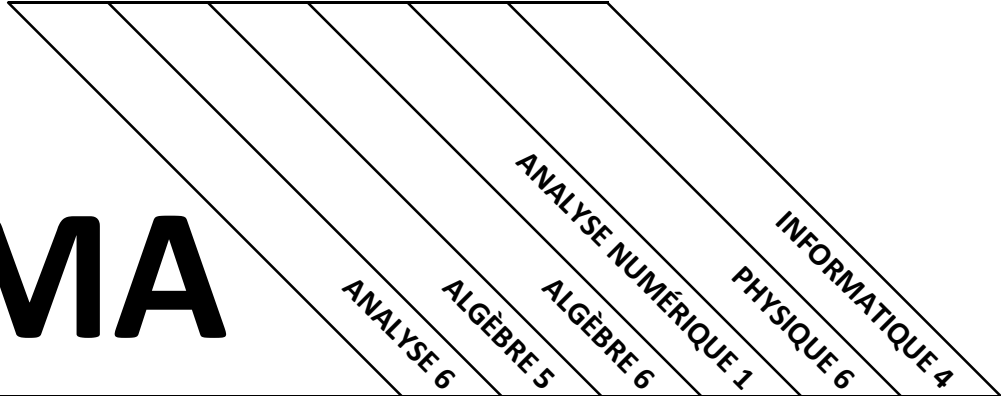 MA
ANALYSE 6
ALGÈBRE 5
ALGÈBRE 6
ANALYSE NUMÉRIQUE 1
PHYSIQUE 6
INFORMATIQUE 4